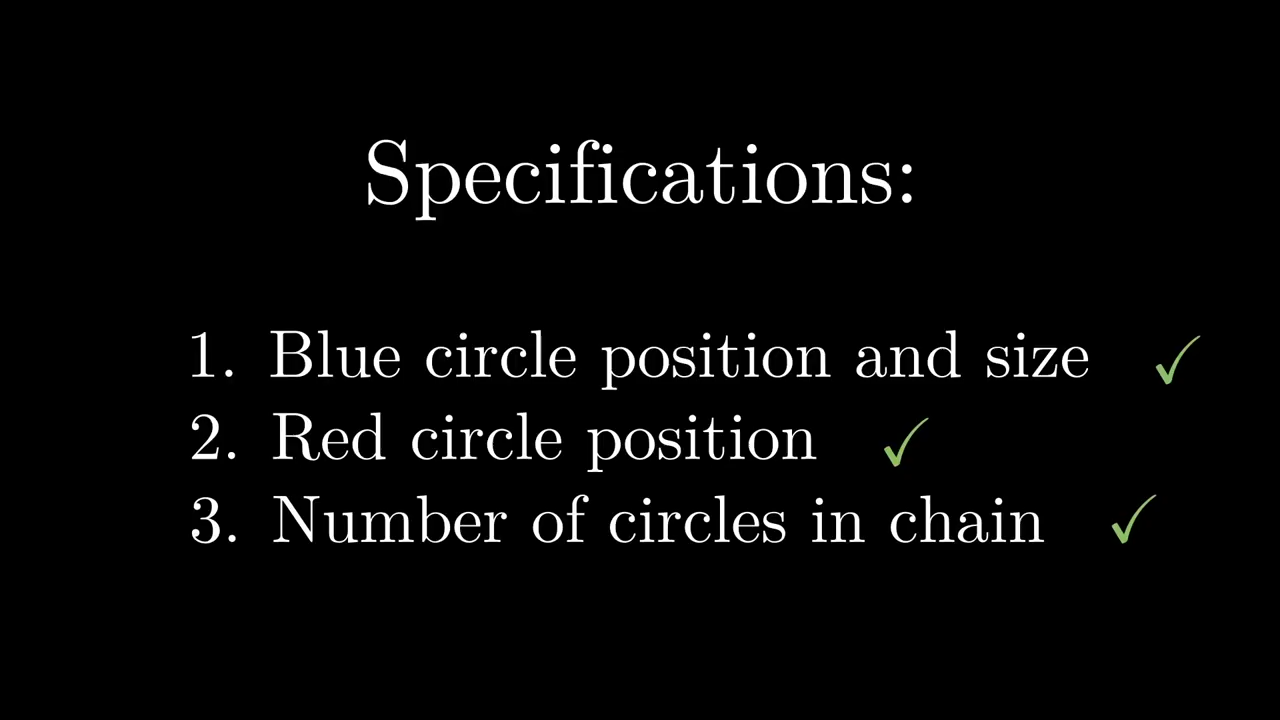 Specifications:
1. Blue circle position and size ✓
2. Red circle position ✓
3. Number of circles in chain ✓